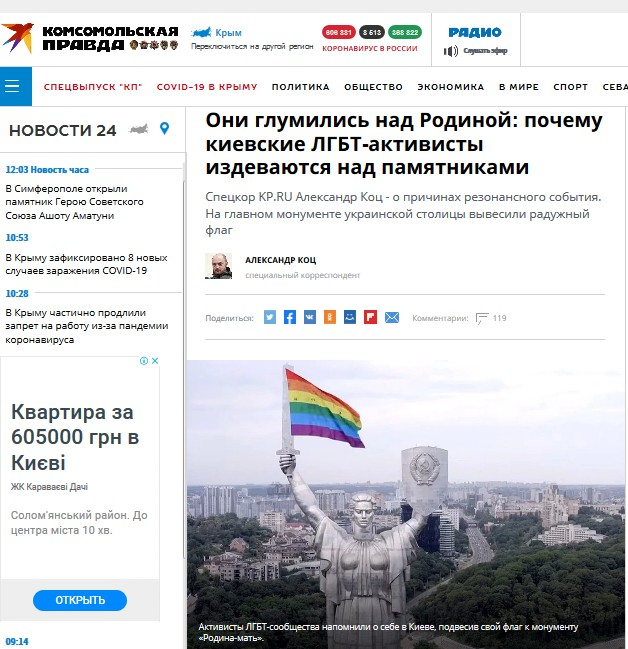 КОМСОМОЛЬСКАЯ
ПРАВДА
Крым
Переключиться на другой регион
606 881
8 613
368 822
КОРОНАВИРУС В РОССИИ
РАДИО
Слушать эфир
СПЕЦВЫПУСК "КП" COVID-19 В КРЫМУ ПОЛИТИКА ОБЩЕСТВО ЭКОНОМИКА В МИРЕ СПОРТ СЕВА
НОВОСТИ 24
12:03 Новость часа
В Симферополе открыли
памятник Герою Советского
Союза Ашоту Аматуни
10:53
В Крыму зафиксировано 8 новых
случаев заражения COVID-19
10:28
В Крыму частично продлили
запрет на работу из-за пандемии
коронавируса
Квартира за
605000 грн в
Києві
ЖК Караваєві Дачі
Солом'янський район. До
центра міста 10 хв.
ОТКРЫТЬ
09:14
Они глумились над Родиной: почему
киевские ЛГБТ-активисты
издеваются над памятниками
Спецкор KP.RU Александр Коц - о причинах резонансного события.
На главном монументе украинской столицы вывесили радужный
флаг
АЛЕКСАНДР КОЦ
специальный корреспондент
Поделиться:
Комментарии: 119
Активисты ЛГБТ-сообщества напомнили о себе в Киеве, подвесив свой флаг к монументу
«Родина-мать».